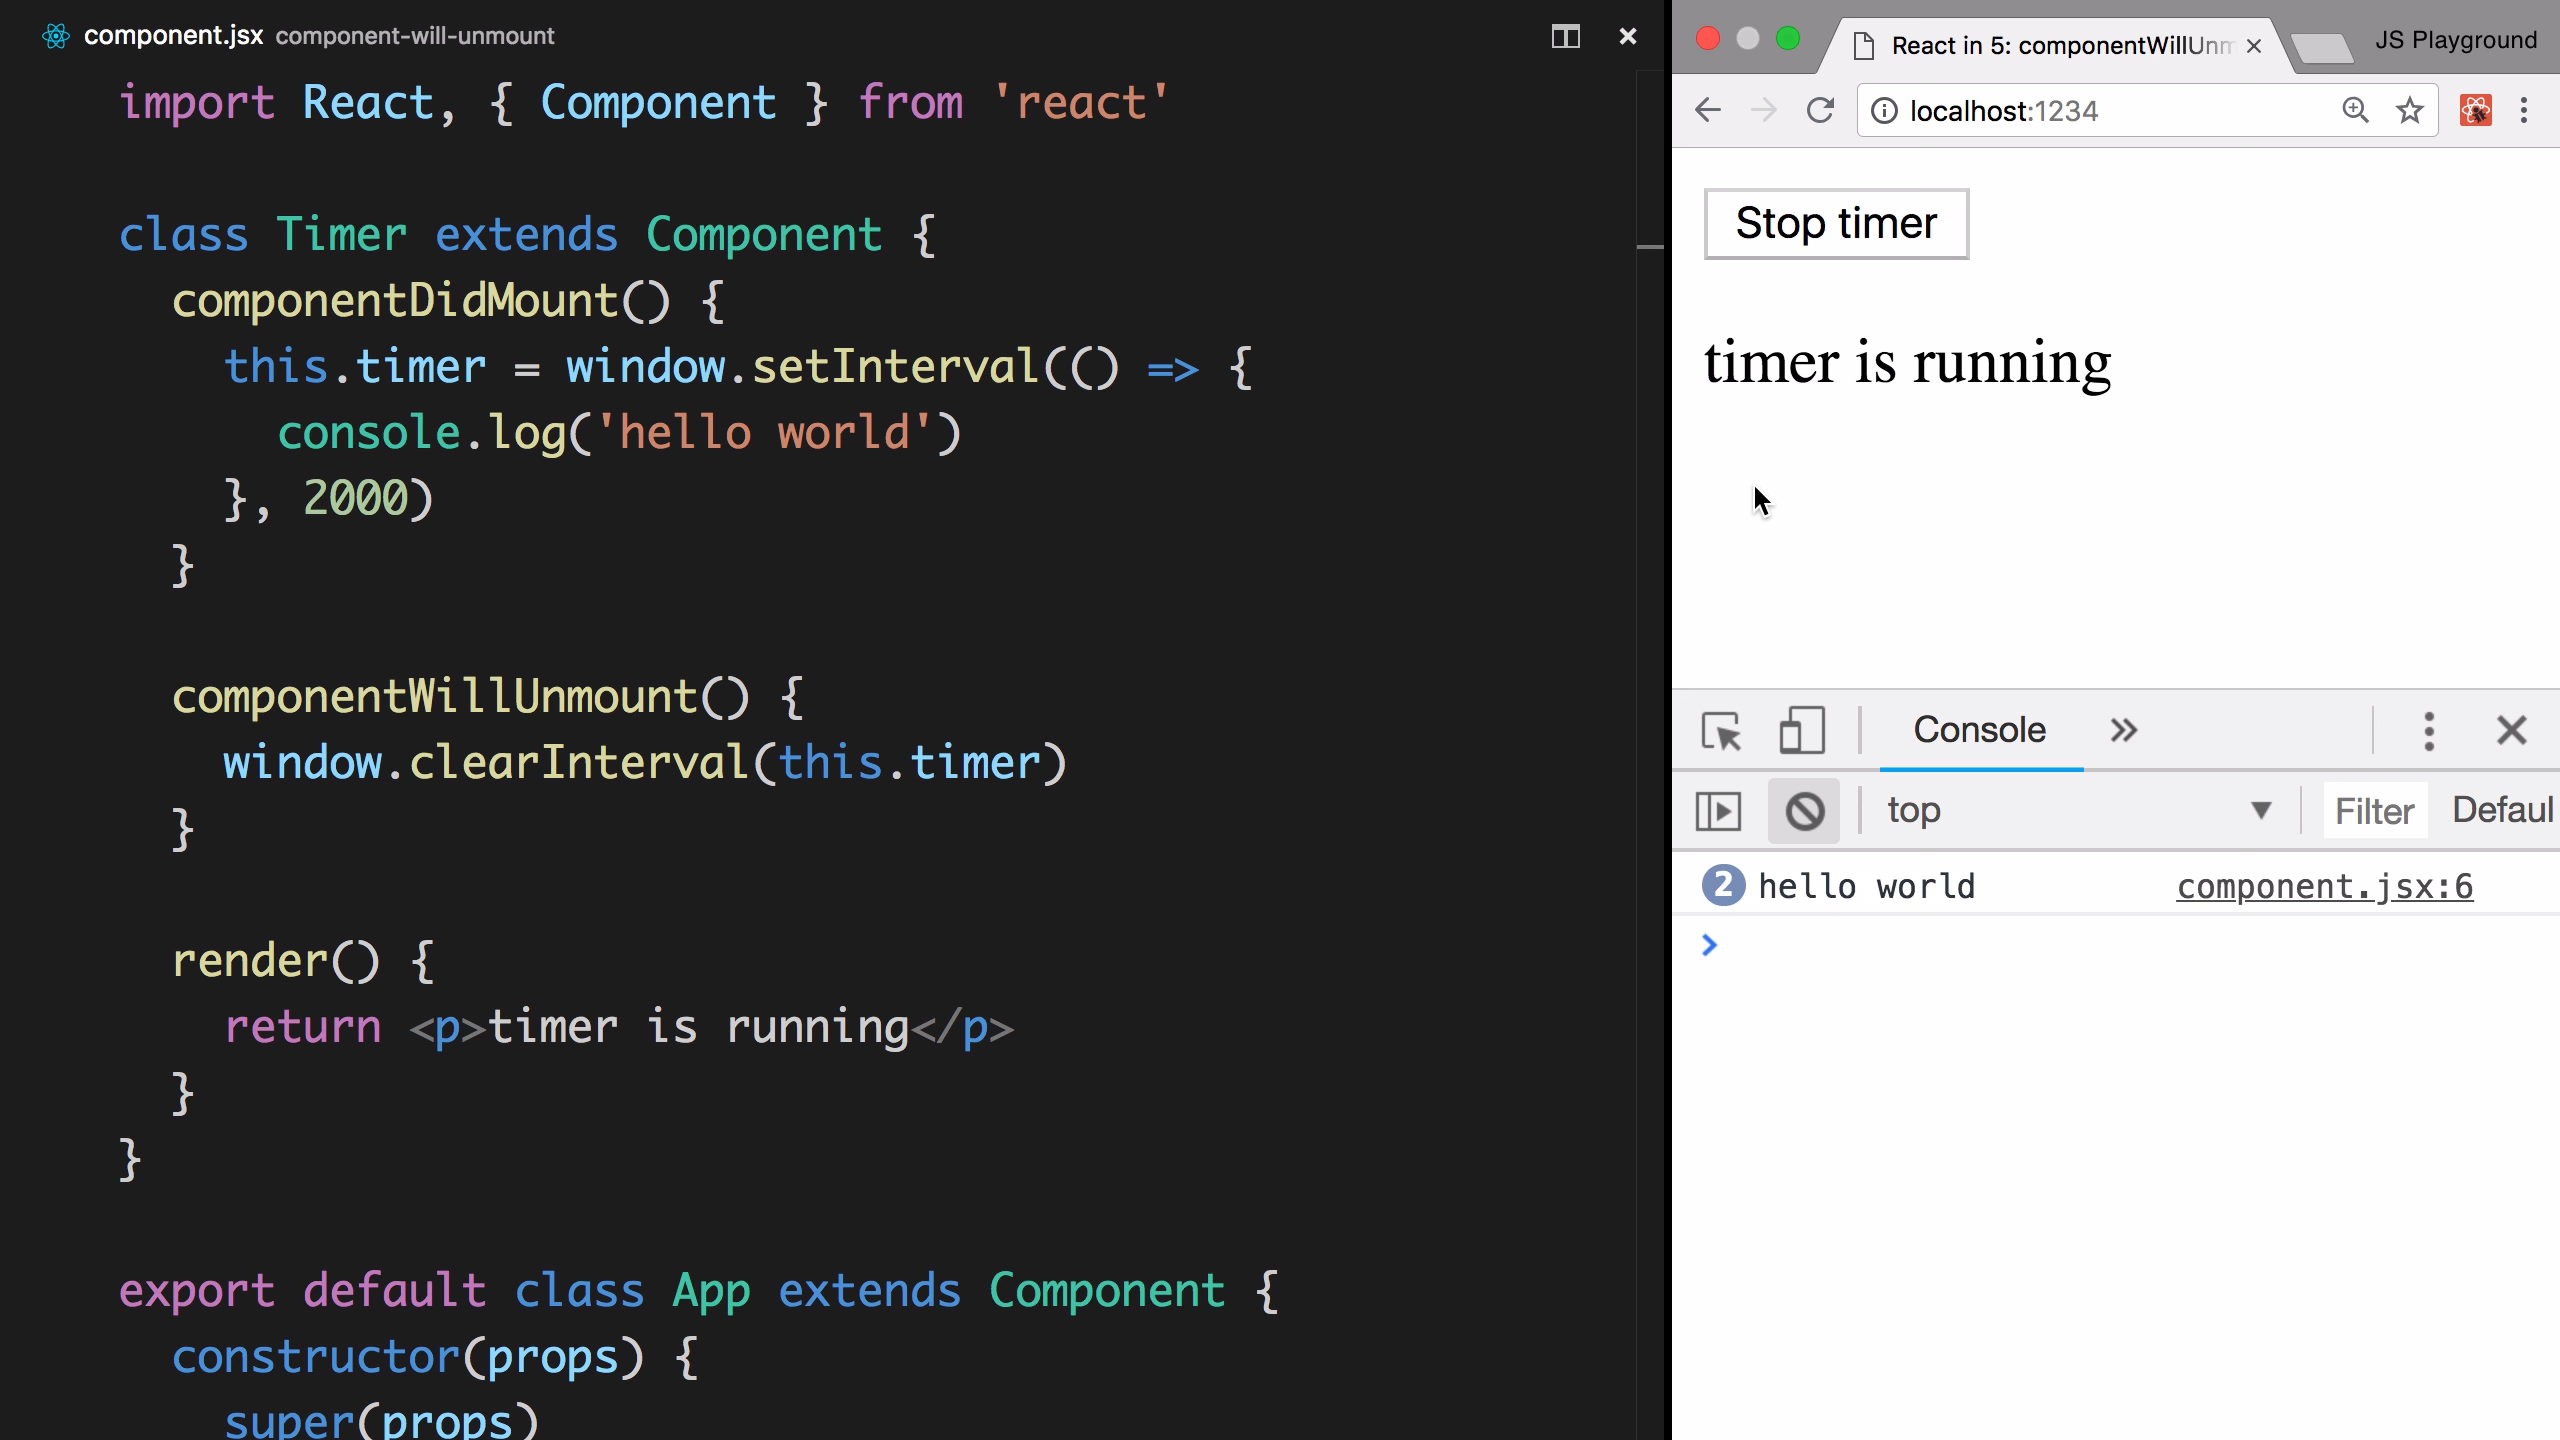 component.jsx component-will-unmount
import React, { Component } from 'react'
class Timer extends Component {
componentDidMount() {
this.timer = window.setInterval(() => {
console.log('hello world')
}, 2000)
}
componentWillUnmount() {
window.clearInterval(this.timer)
}
render() {
return <p>timer is running</p>
}
}
export default class App extends Component {
constructor(props) {
super(props)
React in 5: componentWillUnm
JS Playground
localhost:1234
Stop timer
timer is running
Console
top
Filter
Defaul
2 hello world component.jsx:6